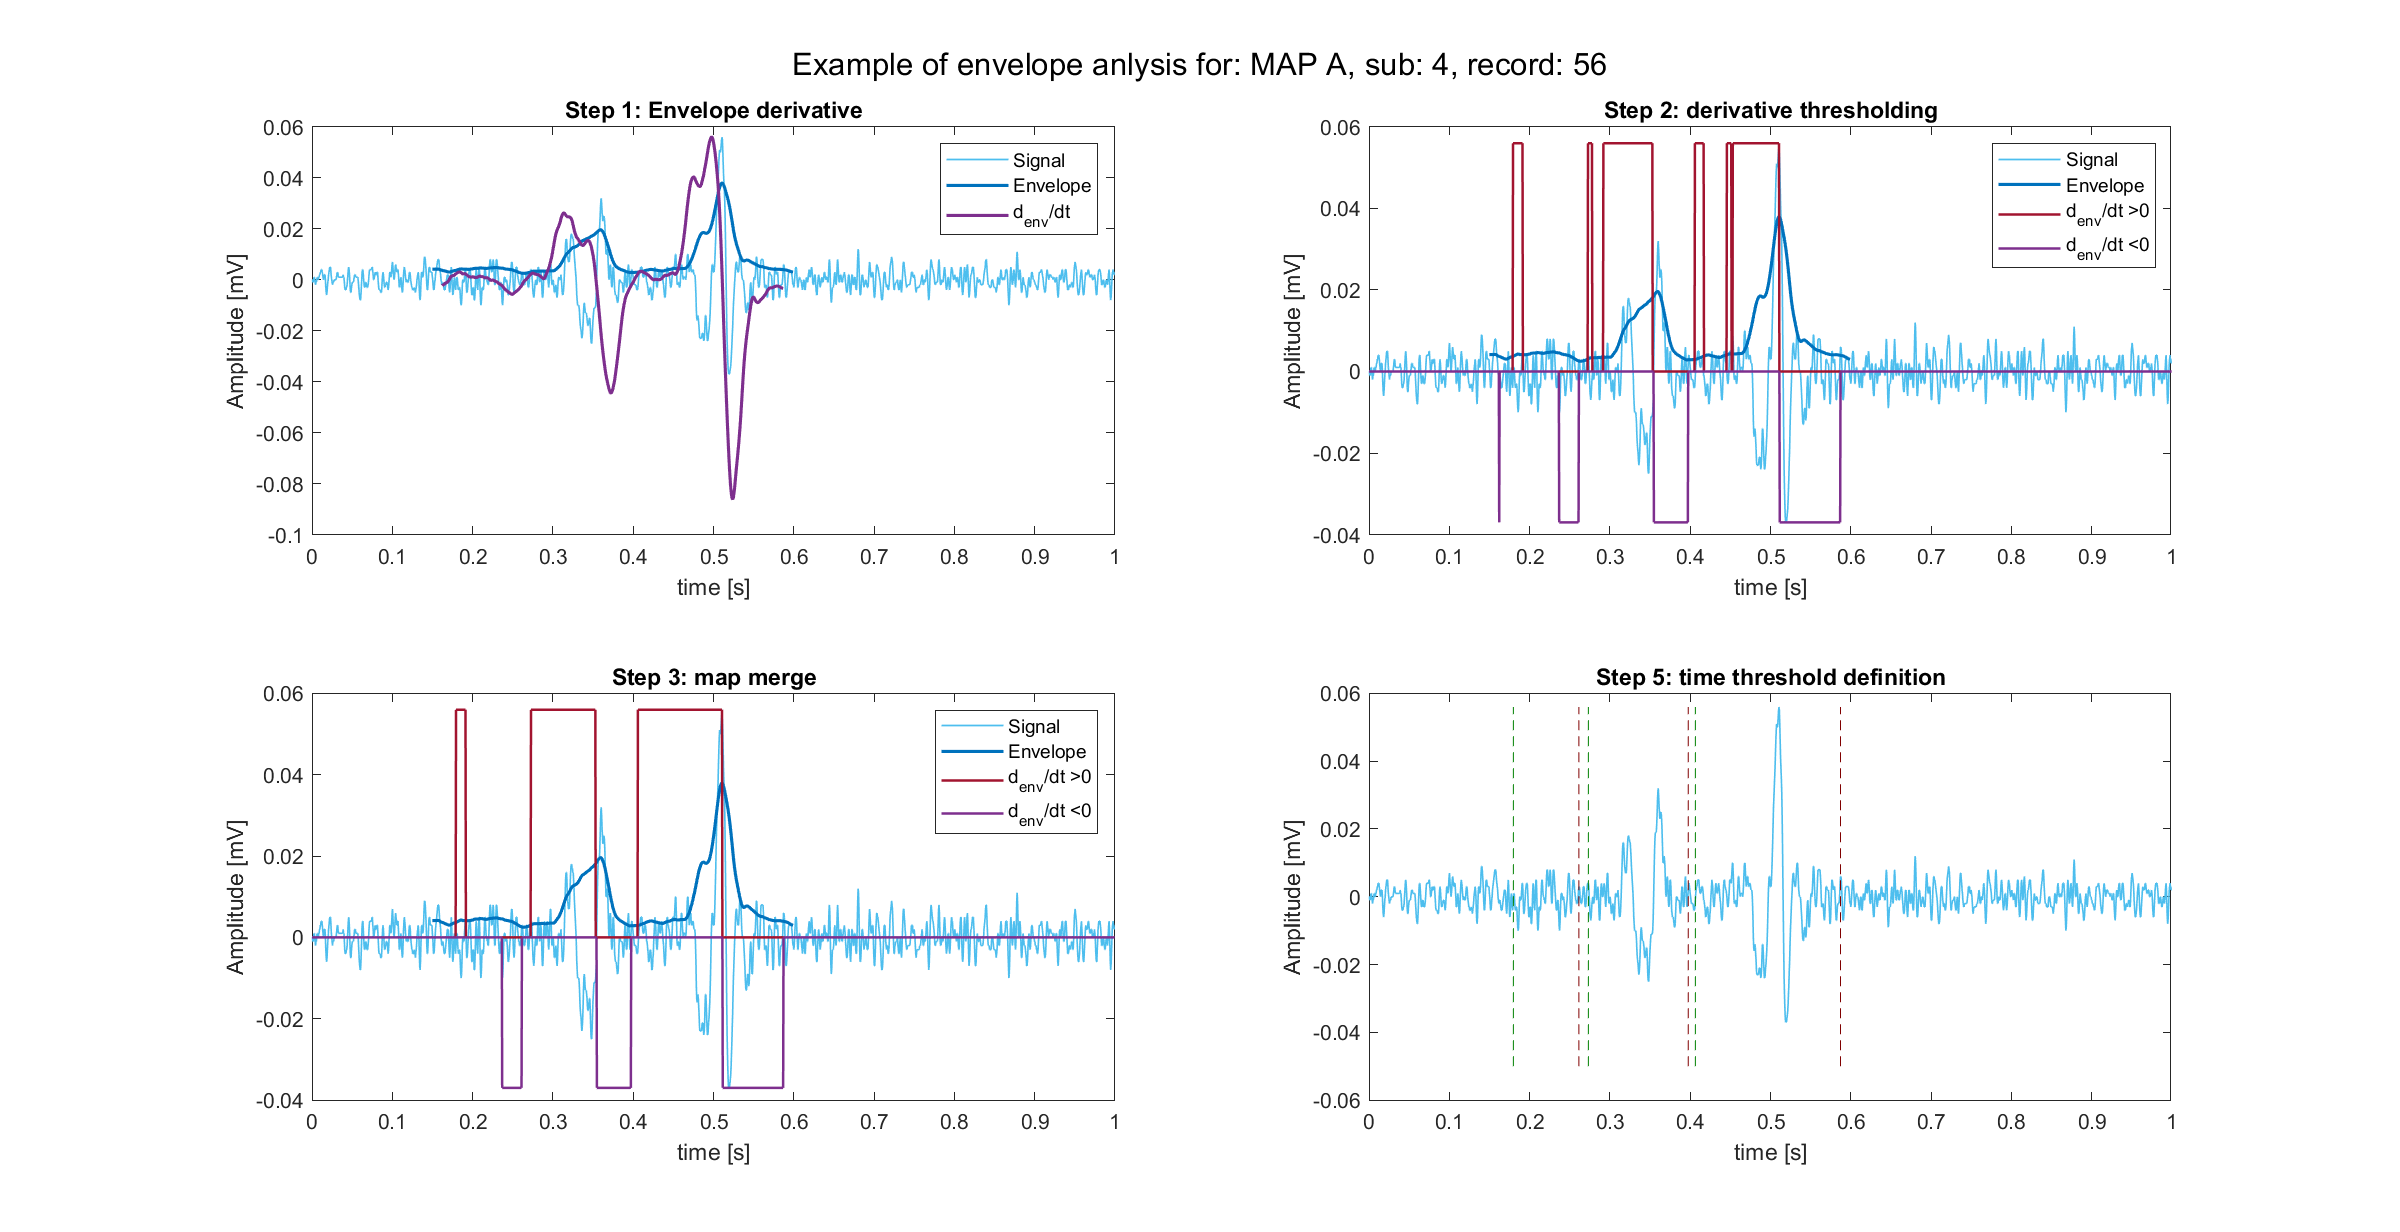 Example of envelope anlysis for: MAP A, sub: 4, record: 56
Step 1: Envelope derivative
0.06
0.04
0.02
0
-0.02
-0.04
-0.06
-0.08
-0.1
Amplitude [mV]
0 0.1 0.2 0.3 0.4 0.5 0.6 0.7 0.8 0.9 1
time [s]
Signal
Envelope
d_env/dt
Step 2: derivative thresholding
0.06
0.04
0.02
0
-0.02
-0.04
Amplitude [mV]
0 0.1 0.2 0.3 0.4 0.5 0.6 0.7 0.8 0.9 1
time [s]
Signal
Envelope
d_env/dt >0
d_env/dt <0
Step 3: map merge
0.06
0.04
0.02
0
-0.02
-0.04
Amplitude [mV]
0 0.1 0.2 0.3 0.4 0.5 0.6 0.7 0.8 0.9 1
time [s]
Signal
Envelope
d_env/dt >0
d_env/dt <0
Step 5: time threshold definition
0.06
0.04
0.02
0
-0.02
-0.04
-0.06
Amplitude [mV]
0 0.1 0.2 0.3 0.4 0.5 0.6 0.7 0.8 0.9 1
time [s]